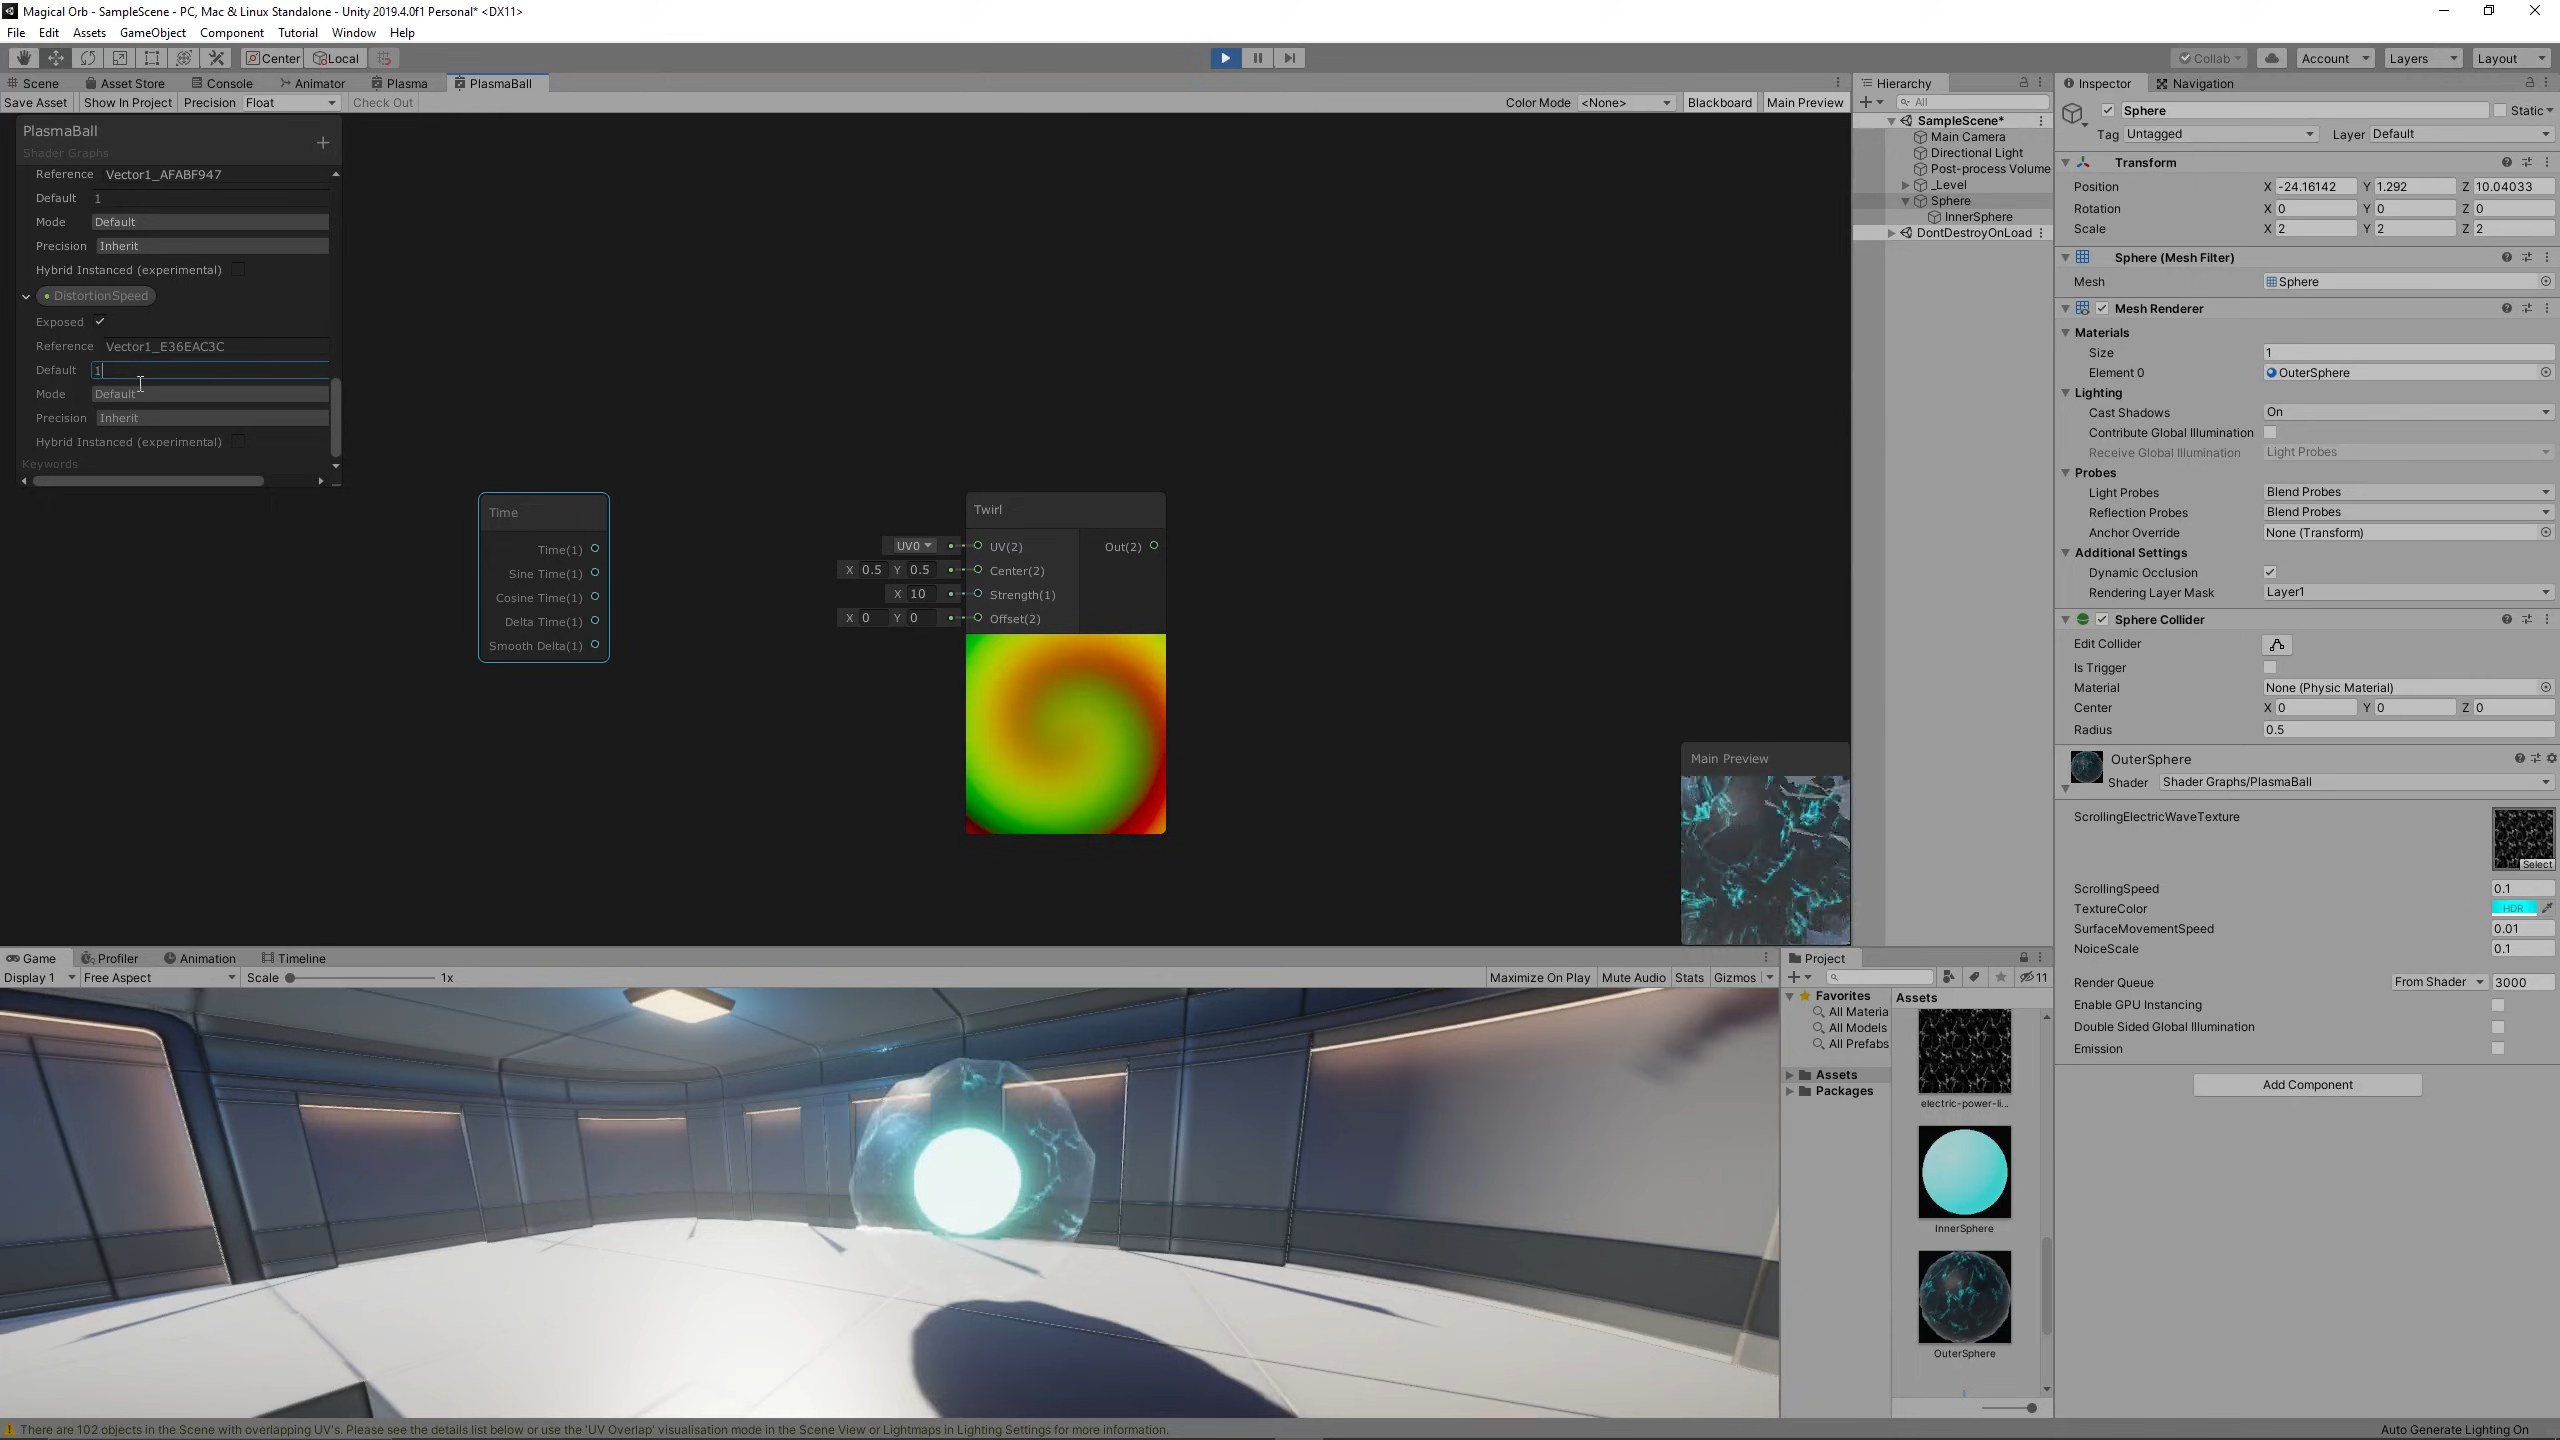 Magical Orb - SampleScene - PC, Mac & Linux Standalone - Unity 2019.4.0f1 Personal* <DX11>
File Edit Assets GameObject Component Tutorial Window Help
Center Local Collab Account Layers Layout
Scene Asset Store Console Animator Plasma PlasmaBall
Save Asset Show In Project Precision Float Check Out Color Mode <None> Blackboard Main Preview
PlasmaBall
Shader Graphs
Reference Vector1_AFABF947
Default 1
Mode Default
Precision Inherit
Hybrid Instanced (experimental)
DistortionSpeed
Exposed
Reference Vector1_E36EAC3C
Default 1
Mode Default
Precision Inherit
Hybrid Instanced (experimental)
Keywords
Time
Time(1)
Sine Time(1)
Cosine Time(1)
Delta Time(1)
Smooth Delta(1)
Twirl
UV0 UV(2) Out(2)
X 0.5 Y 0.5 Center(2)
X 10 Strength(1)
X 0 Y 0 Offset(2)
Main Preview
Hierarchy
All
SampleScene*
Main Camera
Directional Light
Post-process Volume
_Level
Sphere
InnerSphere
DontDestroyOnLoad
Inspector Navigation
Sphere Static
Tag Untagged Layer Default
Transform
Position X -24.16142 Y 1.292 Z 10.04033
Rotation X 0 Y 0 Z 0
Scale X 2 Y 2 Z 2
Sphere (Mesh Filter)
Mesh Sphere
Mesh Renderer
Materials
Size 1
Element 0 OuterSphere
Lighting
Cast Shadows On
Contribute Global Illumination
Receive Global Illumination Light Probes
Probes
Light Probes Blend Probes
Reflection Probes Blend Probes
Anchor Override None (Transform)
Additional Settings
Dynamic Occlusion
Rendering Layer Mask Layer1
Sphere Collider
Edit Collider
Is Trigger
Material None (Physic Material)
Center X 0 Y 0 Z 0
Radius 0.5
OuterSphere
Shader Shader Graphs/PlasmaBall
ScrollingElectricWaveTexture
Select
ScrollingSpeed 0.1
TextureColor HDR
SurfaceMovementSpeed 0.01
NoiceScale 0.1
Render Queue From Shader 3000
Enable GPU Instancing
Double Sided Global Illumination
Emission
Add Component
Game Profiler Animation Timeline
Display 1 Free Aspect Scale 1x Maximize On Play Mute Audio Stats Gizmos
Project
11
Favorites
All Materia
All Models
All Prefabs
Assets
Packages
Assets
electric-power-li...
InnerSphere
OuterSphere
There are 102 objects in the Scene with overlapping UV's. Please see the details list below or use the 'UV Overlap' visualisation mode in the Scene View or Lightmaps in Lighting Settings for more information.
Auto Generate Lighting On